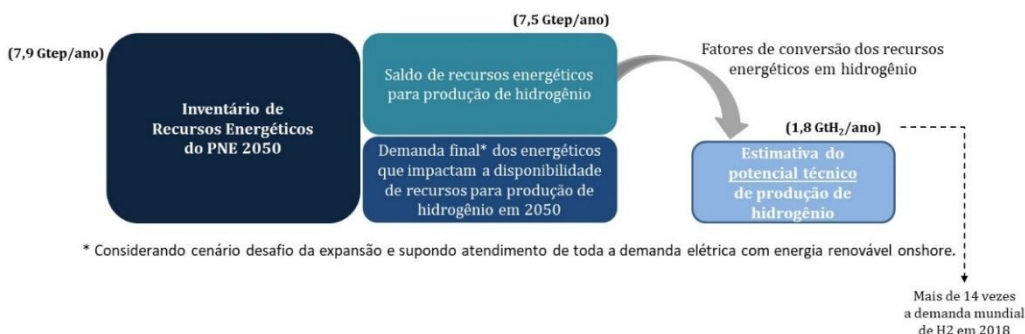 (7,9 Gtep/ano)
Inventário de
Recursos Energéticos
do PNE 2050
(7,5 Gtep/ano)
Saldo de recursos energéticos
para produção de hidrogênio
Demanda final* dos energéticos
que impactam a disponibilidade
de recursos para produção de
hidrogênio em 2050
Fatores de conversão dos recursos
energéticos em hidrogênio
(1,8 GtH₂/ano)
Estimativa do
potencial técnico
de produção de
hidrogênio
* Considerando cenário desafio da expansão e supondo atendimento de toda a demanda elétrica com energia renovável onshore.
Mais de 14 vezes
a demanda mundial
de H2 em 2018